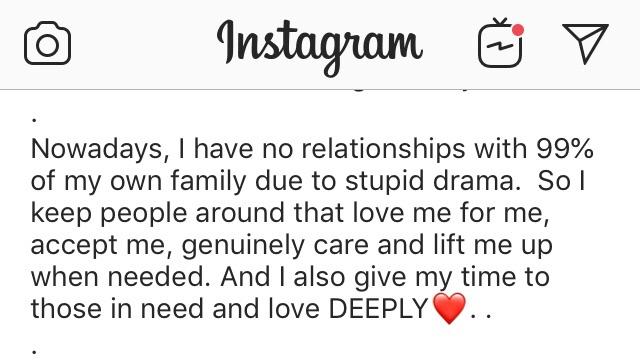 Instagram
.
Nowadays, I have no relationships with 99%
of my own family due to stupid drama.  So I
keep people around that love me for me,
accept me, genuinely care and lift me up
when needed. And I also give my time to
those in need and love DEEPLY❤️. .
.